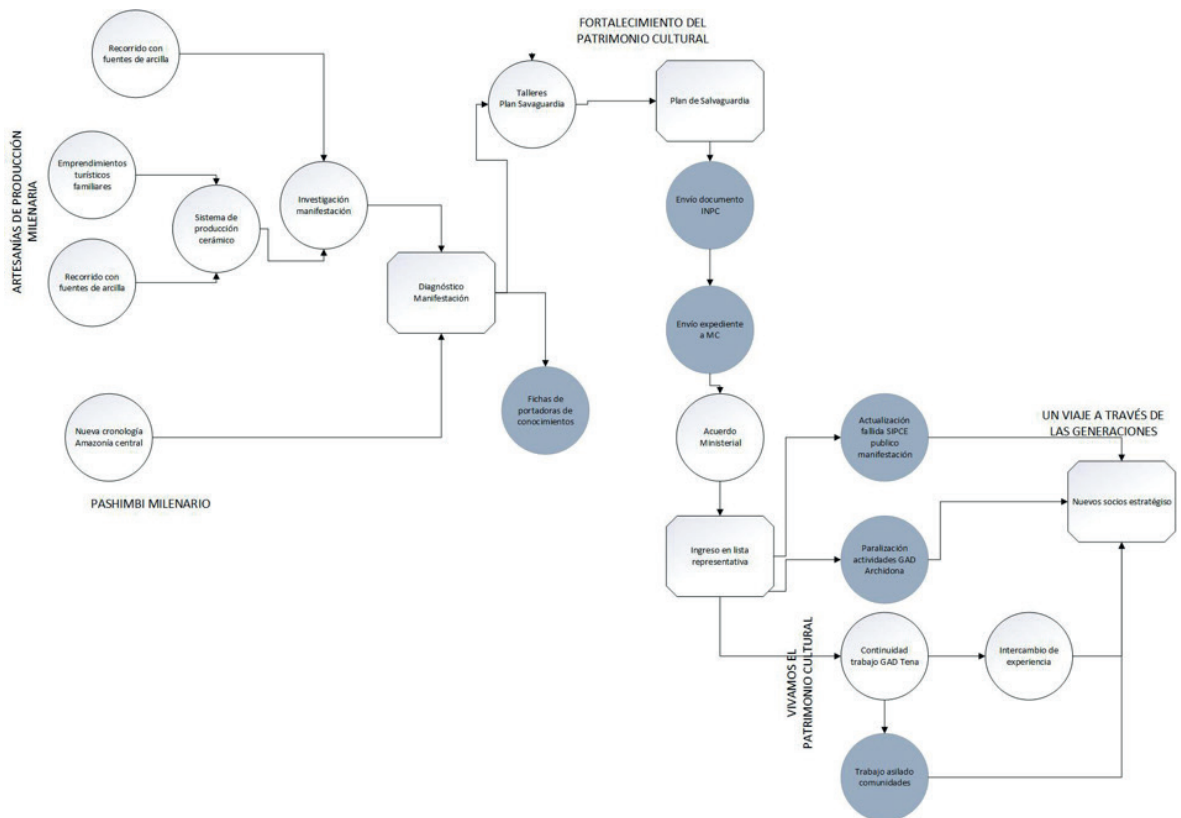 FORTALECIMIENTO DEL
PATRIMONIO CULTURAL
Recorrido con
fuentes de arcilla
Talleres
Plan Savaguardia
Plan de Salvaguardia
ARTESANÍAS DE PRODUCCIÓN
MILENARIA
Emprendimientos
turísticos
familiares
Sistema de
producción
cerámico
Investigación
manifestación
Envío documento
INPC
Recorrido con
fuentes de arcilla
Diagnóstico
Manifestación
Envío expediente
a MC
Fichas de
portadoras de
conocimientos
Nueva cronología
Amazonía central
PASHIMBI MILENARIO
Acuerdo
Ministerial
Actualización
fallida SIPCE
publico
manifestación
UN VIAJE A TRAVÉS DE
LAS GENERACIONES
Nuevos socios estratégiso
Ingreso en lista
representativa
Paralización
actividades GAD
Archidona
VIVAMOS EL
PATRIMONIO CULTURAL
Continuidad
trabajo GAD Tena
Intercambio de
experiencia
Trabajo asilado
comunidades